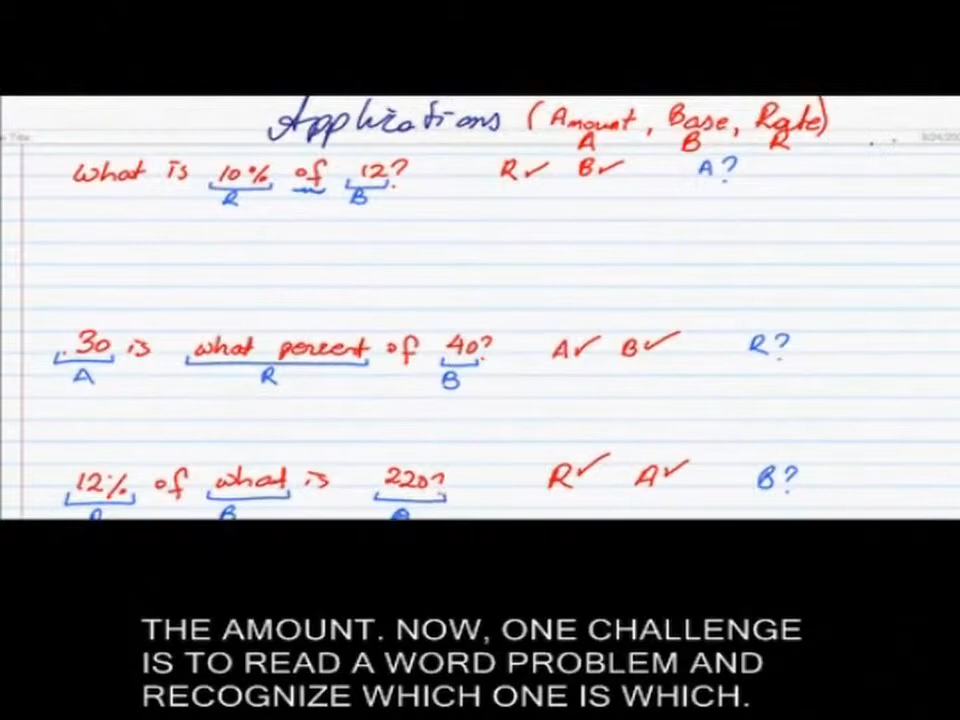 Applications (Amount, Base, Rate)
A B R
What is 10% of 12? R✓ B✓ A?
R B
30 is what percent of 40? A✓ B✓ R?
A R B
12% of what is 220? R✓ A✓ B?
B
THE AMOUNT. NOW, ONE CHALLENGE
IS TO READ A WORD PROBLEM AND
RECOGNIZE WHICH ONE IS WHICH.